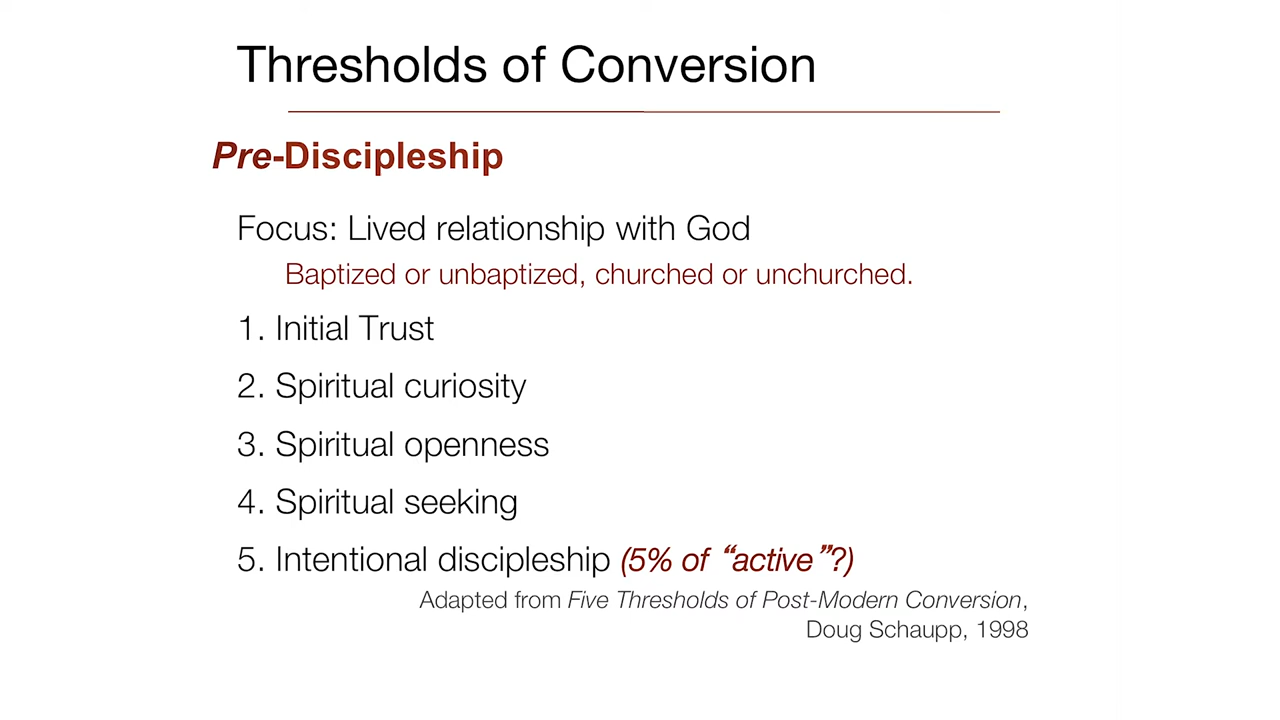 Thresholds of Conversion
Pre-Discipleship
Focus: Lived relationship with God
Baptized or unbaptized, churched or unchurched.
1. Initial Trust
2. Spiritual curiosity
3. Spiritual openness
4. Spiritual seeking
5. Intentional discipleship (5% of “active”?)
Adapted from Five Thresholds of Post-Modern Conversion,
Doug Schaupp, 1998